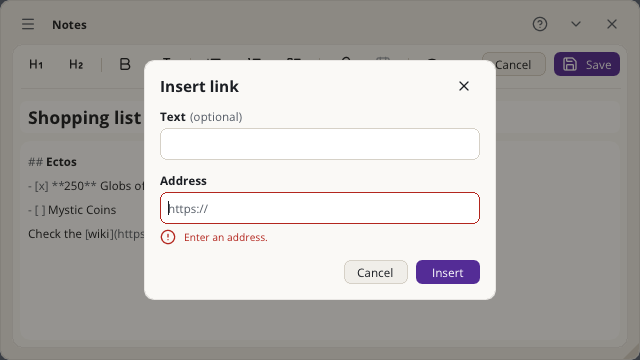 Notes
H1 H2 B Cancel Save
Shopping list
## Ectos
- [x] **250** Globs of
- [ ] Mystic Coins
Check the [wiki](https
Insert link
Text (optional)
Address
https://
Enter an address.
Cancel Insert